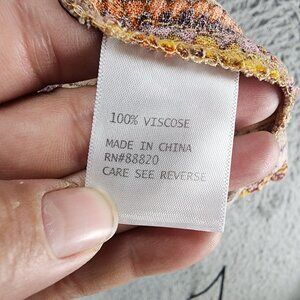 100% VISCOSE
MADE IN CHINA
RN#88820
CARE SEE REVERSE